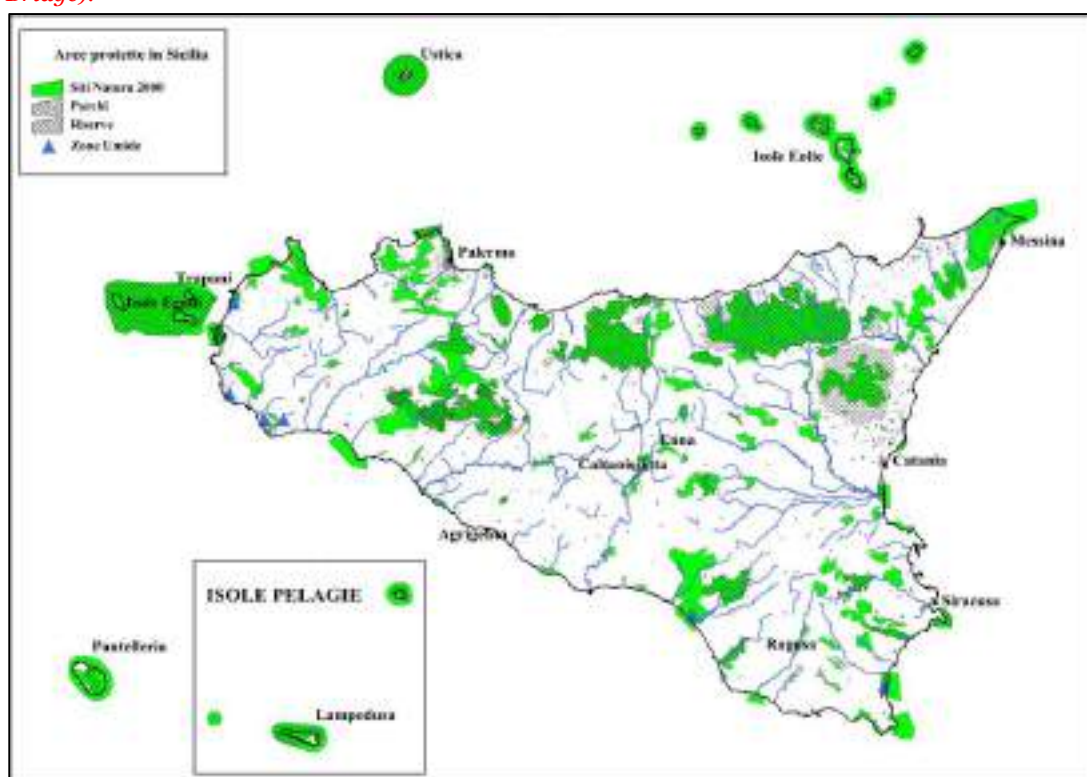 Aree protette in Sicilia
Siti Natura 2000
Parchi
Riserve
Zone Umide
Ustica
Isole Eolie
Messina
Palermo
Trapani
Isole Egadi
Enna
Caltanissetta
Catania
Agrigento
ISOLE PELAGIE
Siracusa
Ragusa
Pantelleria
Lampedusa